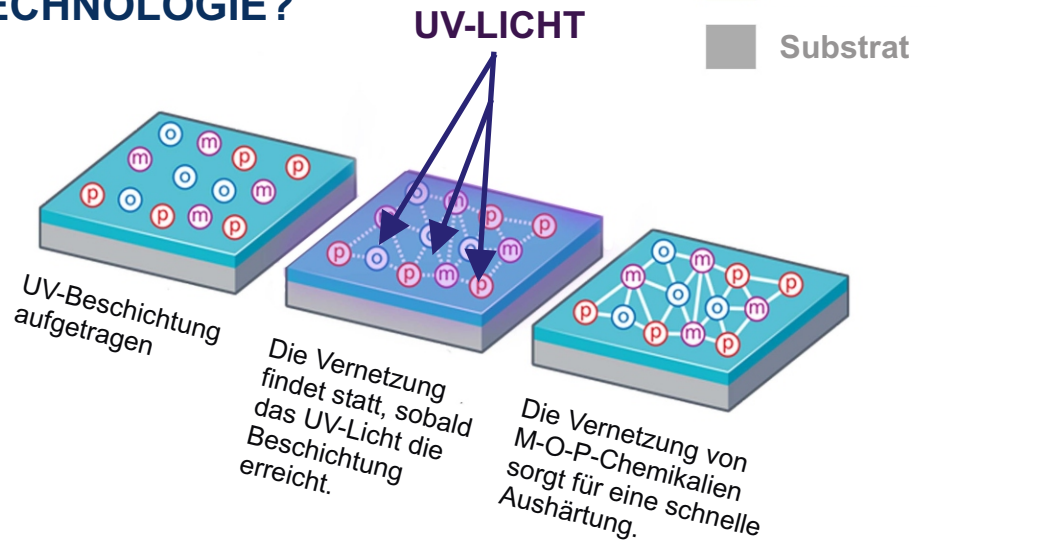 ECHNOLOGIE?
UV-LICHT
Substrat
o
m
p
p
m
o
o
m
p
o
p
m
p
UV-Beschichtung
aufgetragen
o
m
p
p
m
o
o
m
p
o
p
m
p
Die Vernetzung
findet statt, sobald
das UV-Licht die
Beschichtung
erreicht.
o
m
p
p
m
o
o
m
p
o
p
m
p
Die Vernetzung von
M-O-P-Chemikalien
sorgt für eine schnelle
Aushärtung.